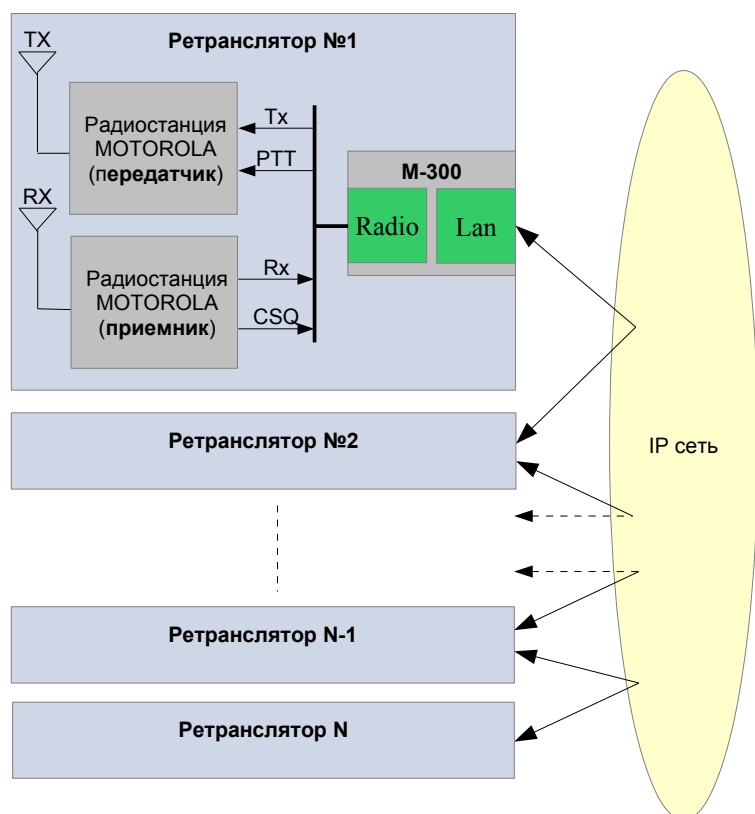 Ретранслятор №1
TX
Радиостанция
MOTOROLA
(передатчик)
Tx
PTT
M-300
Radio
Lan
RX
Радиостанция
MOTOROLA
(приемник)
Rx
CSQ
Ретранслятор №2
IP сеть
Ретранслятор N-1
Ретранслятор N